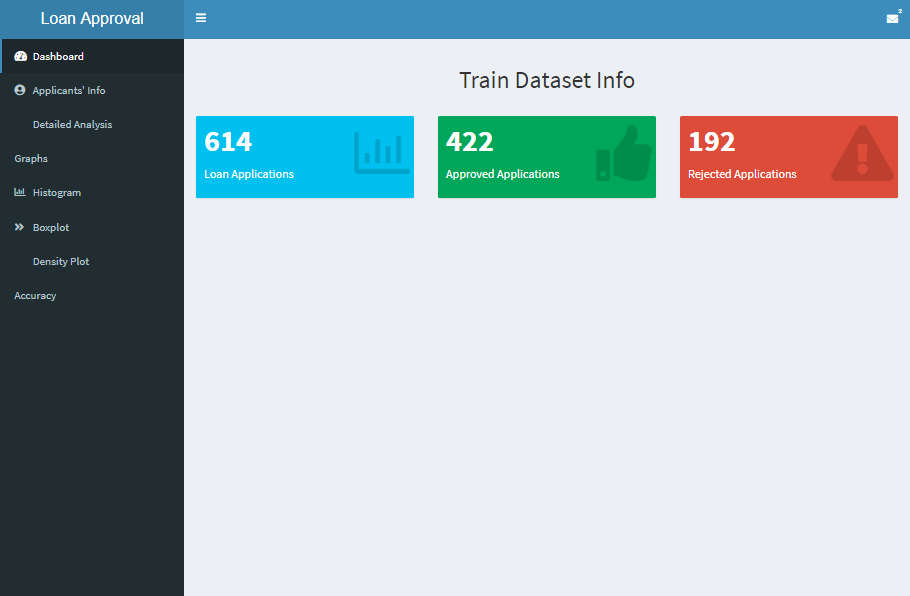 Loan Approval
2
Dashboard
Applicants' Info
Detailed Analysis
Graphs
Histogram
Boxplot
Density Plot
Accuracy
Train Dataset Info
614
Loan Applications
422
Approved Applications
192
Rejected Applications